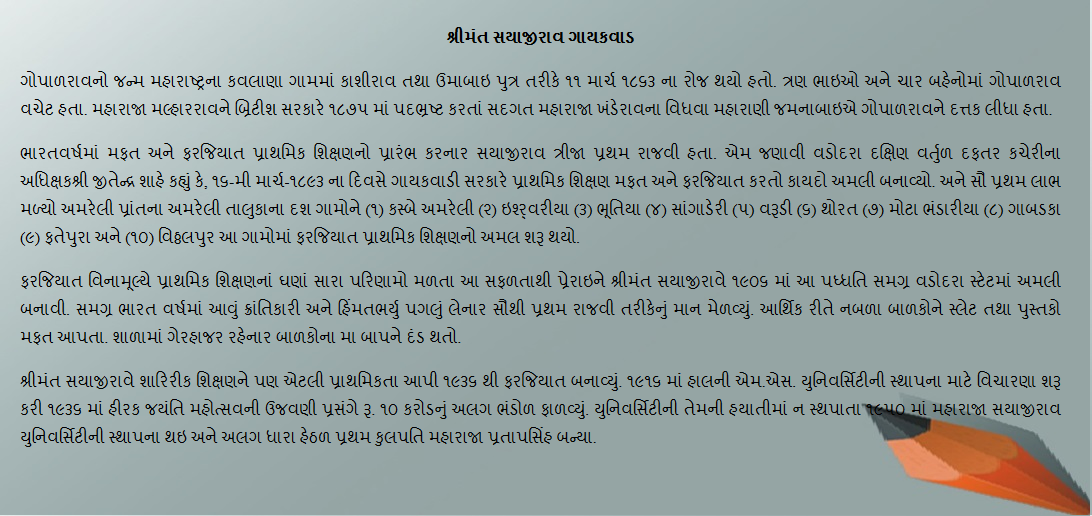 શ્રીમંત સયાજીરાવ ગાયકવાડ
ગોપાળરાવનો જન્મ મહારાષ્ટ્રના કવલાણા ગામમાં કાશીરાવ તથા ઉમાબાઇ પુત્ર તરીકે ૧૧ માર્ચ ૧૮૬૩ ના રોજ થયો હતો. ત્રણ ભાઇઓ અને ચાર બહેનોમાં ગોપાળરાવ
વચેટ હતા. મહારાજા મલ્હારરાવને બ્રિટીશ સરકારે ૧૮૭૫ માં પદભ્રષ્ટ કરતાં સદગત મહારાજા ખંડેરાવના વિધવા મહારાણી જમનાબાઇએ ગોપાળરાવને દત્તક લીધા હતા.
ભારતવર્ષમાં મફત અને ફરજિયાત પ્રાથમિક શિક્ષણનો પ્રારંભ કરનાર સયાજીરાવ ત્રીજા પ્રથમ રાજવી હતા. એમ જણાવી વડોદરા દક્ષિણ વર્તુળ દફતર કચેરીના
અધિક્ષકશ્રી જીતેન્દ્ર શાહે કહ્યું કે, ૧૬-મી માર્ચ-૧૮૯૩ ના દિવસે ગાયકવાડી સરકારે પ્રાથમિક શિક્ષણ મફત અને ફરજિયાત કરતો કાયદો અમલી બનાવ્યો. અને સૌ પ્રથમ લાભ
મળ્યો અમરેલી પ્રાંતના અમરેલી તાલુકાના દશ ગામોને (૧) કસ્બે અમરેલી (૨) ઇશ્ર્વરીયા (૩) ભૂતિયા (૪) સાંગાડેરી (૫) વરૂડી (૬) થોરત (૭) મોટા ભંડારીયા (૮) ગાબડકા
(૯) ફતેપુરા અને (૧૦) વિઠ્ઠલપુર આ ગામોમાં ફરજિયાત પ્રાથમિક શિક્ષણનો અમલ શરૂ થયો.
ફરજિયાત વિનામૂલ્યે પ્રાથમિક શિક્ષણનાં ઘણાં સારા પરિણામો મળતા આ સફળતાથી પ્રેરાઇને શ્રીમંત સયાજીરાવે ૧૯૦૬ માં આ પધ્ધતિ સમગ્ર વડોદરા સ્ટેટમાં અમલી
બનાવી. સમગ્ર ભારત વર્ષમાં આવું ક્રાંતિકારી અને હિંમતભર્યુ પગલું લેનાર સૌથી પ્રથમ રાજવી તરીકેનું માન મેળવ્યું. આર્થિક રીતે નબળા બાળકોને સ્લેટ તથા પુસ્તકો
મફત આપતા. શાળામાં ગેરહાજર રહેનાર બાળકોના મા બાપને દંડ થતો.
શ્રીમંત સયાજીરાવે શારિરીક શિક્ષણને પણ એટલી પ્રાથમિકતા આપી ૧૯૩૬ થી ફરજિયાત બનાવ્યું. ૧૯૧૬ માં હાલની એમ.એસ. યુનિવર્સિટીની સ્થાપના માટે વિચારણા શરૂ
કરી ૧૯૩૬ માં હીરક જયંતિ મહોત્સવની ઉજવણી પ્રસંગે રૂ. ૧૦ કરોડનું અલગ ભંડોળ ફાળવ્યું. યુનિવર્સિટીની તેમની હયાતીમાં ન સ્થપાતા ૧૯૫૦ માં મહારાજા સયાજીરાવ
યુનિવર્સિટીની સ્થાપના થઇ અને અલગ ધારા હેઠળ પ્રથમ કુલપતિ મહારાજા પ્રતાપસિંહ બન્યા.